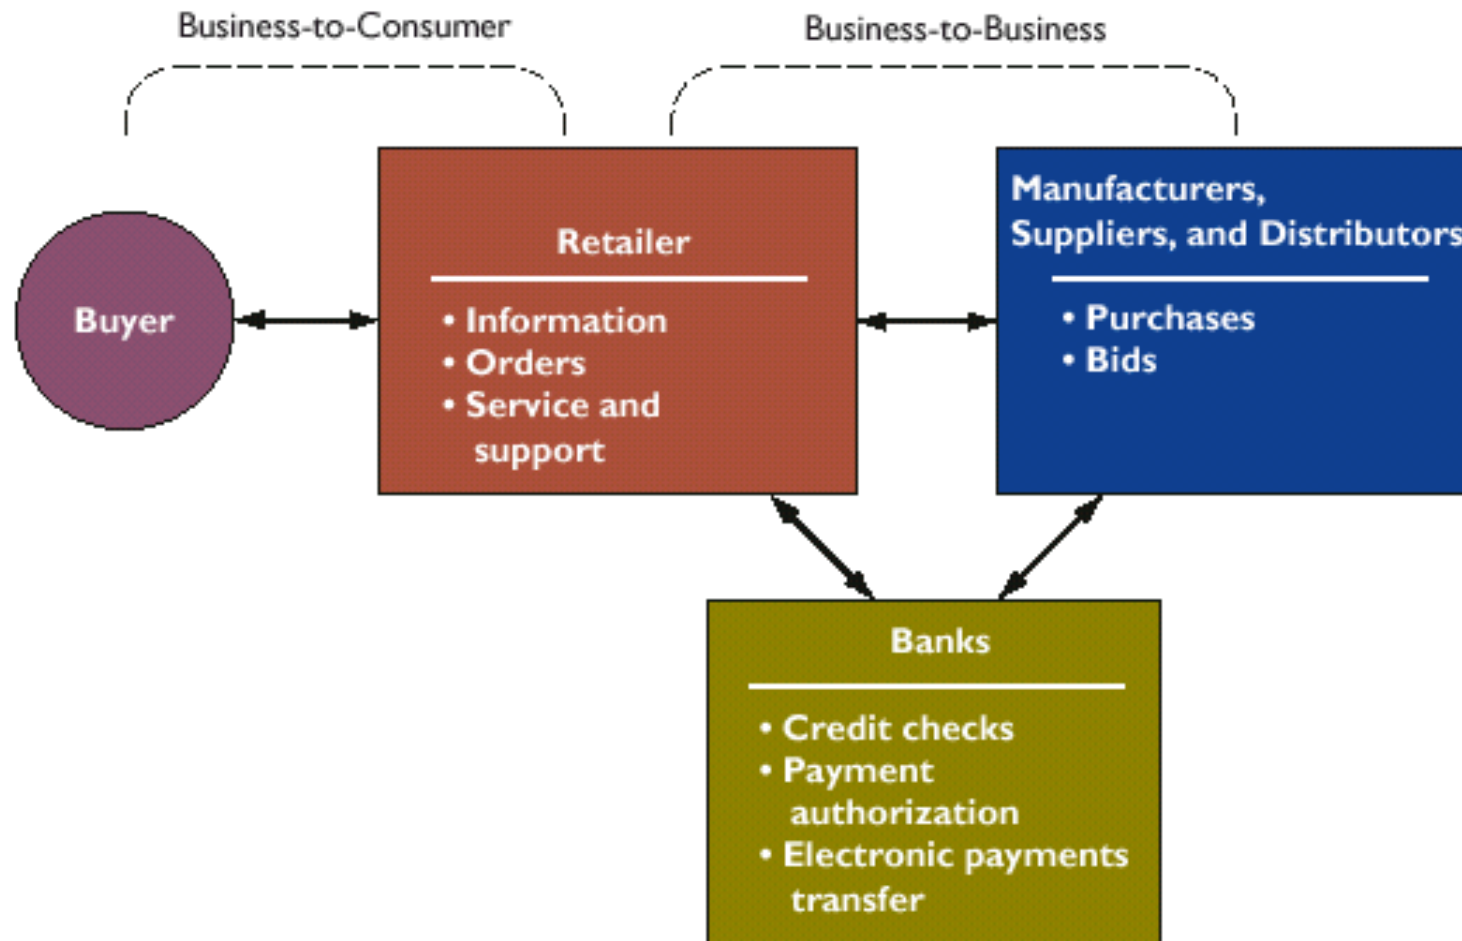 Business-to-Consumer
Business-to-Business
Buyer
Retailer
• Information
• Orders
• Service and
support
Manufacturers,
Suppliers, and Distributors
• Purchases
• Bids
Banks
• Credit checks
• Payment
authorization
• Electronic payments
transfer